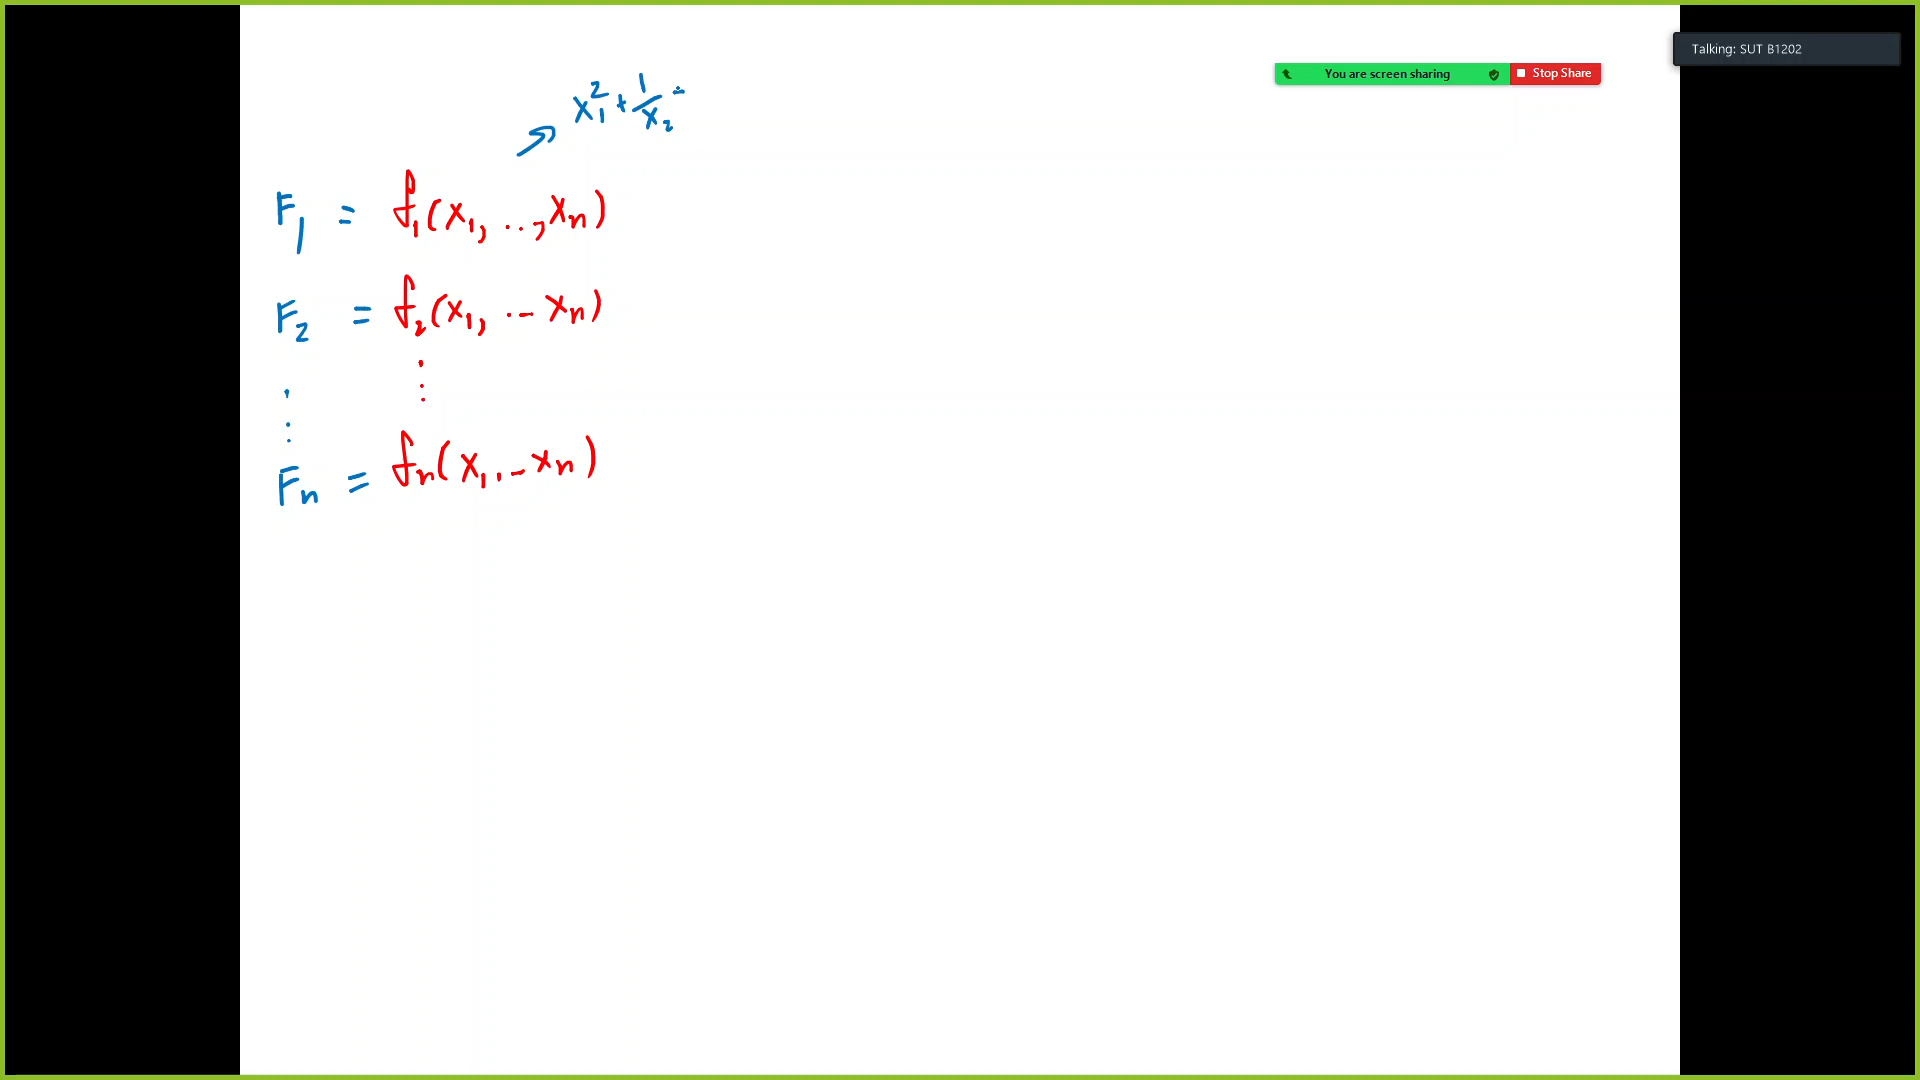 Talking: SUT B1202
You are screen sharing Stop Share
x₁² + 1/x₂ -
F₁ = f₁(x₁, .., xₙ)
F₂ = f₂(x₁, .. xₙ)
⋮ ⋮
Fₙ = fₙ(x₁, .. xₙ)